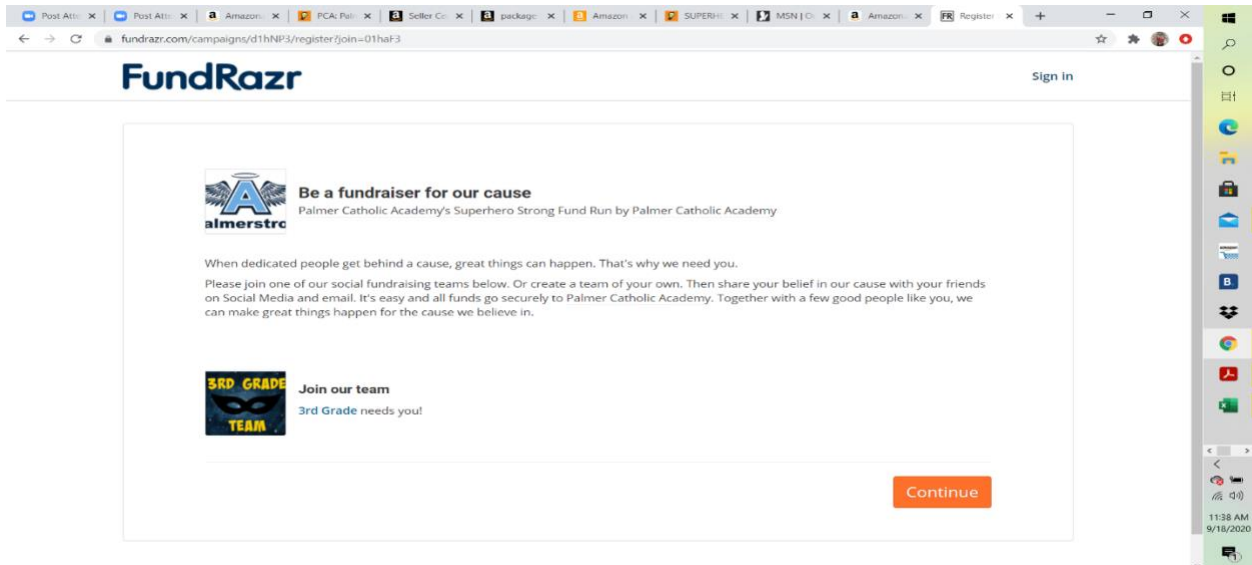 Post Atte
Post Atte
Amazon
PCA: Pal
Seller Ce
package
Amazon
SUPERH
MSN | O
Amazon
FR Register
fundrazr.com/campaigns/d1hNP3/register?join=01haF3
FundRazr
Sign in
A
almerstro
Be a fundraiser for our cause
Palmer Catholic Academy's Superhero Strong Fund Run by Palmer Catholic Academy
When dedicated people get behind a cause, great things can happen. That's why we need you.
Please join one of our social fundraising teams below. Or create a team of your own. Then share your belief in our cause with your friends
on Social Media and email. It's easy and all funds go securely to Palmer Catholic Academy. Together with a few good people like you, we
can make great things happen for the cause we believe in.
3RD GRADE
TEAM
Join our team
3rd Grade needs you!
Continue
B.
11:38 AM
9/18/2020
1